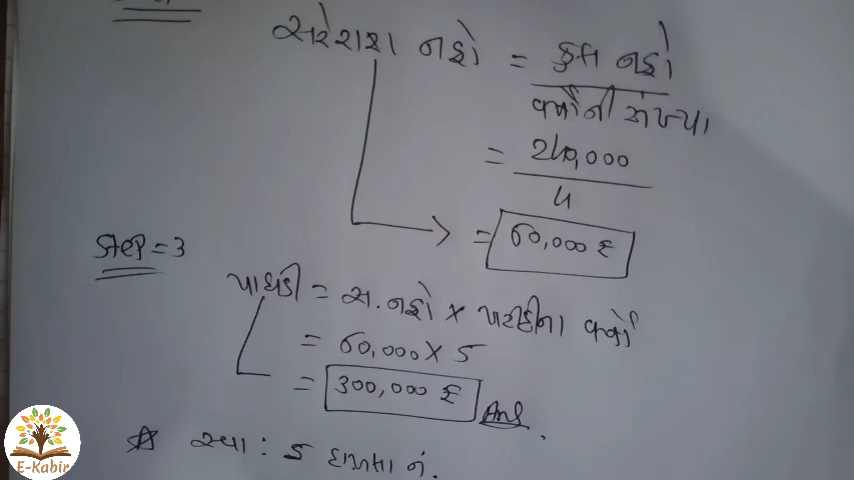 સરેરાશ નફો = કુલ નફો
વર્ષોની સંખ્યા
= 240,000
4
= 60,000 ₹
Step = 3
પાઘડી = સ. નફો × ખરીદીના વર્ષો
= 60,000 × 5
= 300,000 ₹ Ans.
સ્વા : 5 દાખલા નં.
E-Kabir